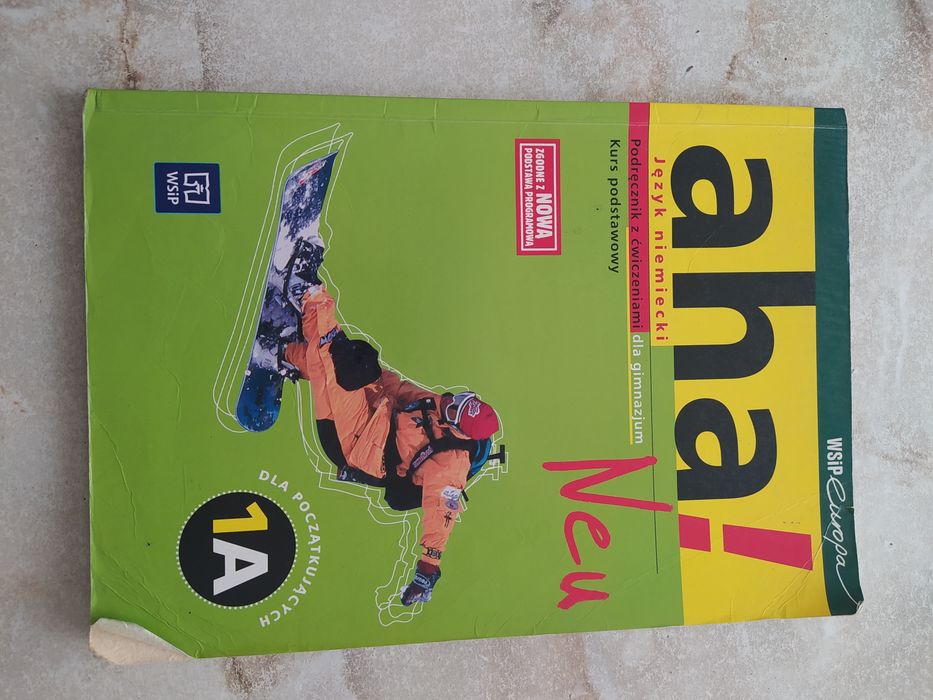 WSiP europa
aha!
Język niemiecki
Podręcznik z ćwiczeniami dla gimnazjum
Kurs podstawowy
Neu
ZGODNE Z NOWĄ
PODSTAWĄ PROGRAMOWĄ
DLA POCZĄTKUJĄCYCH
1A
WSiP